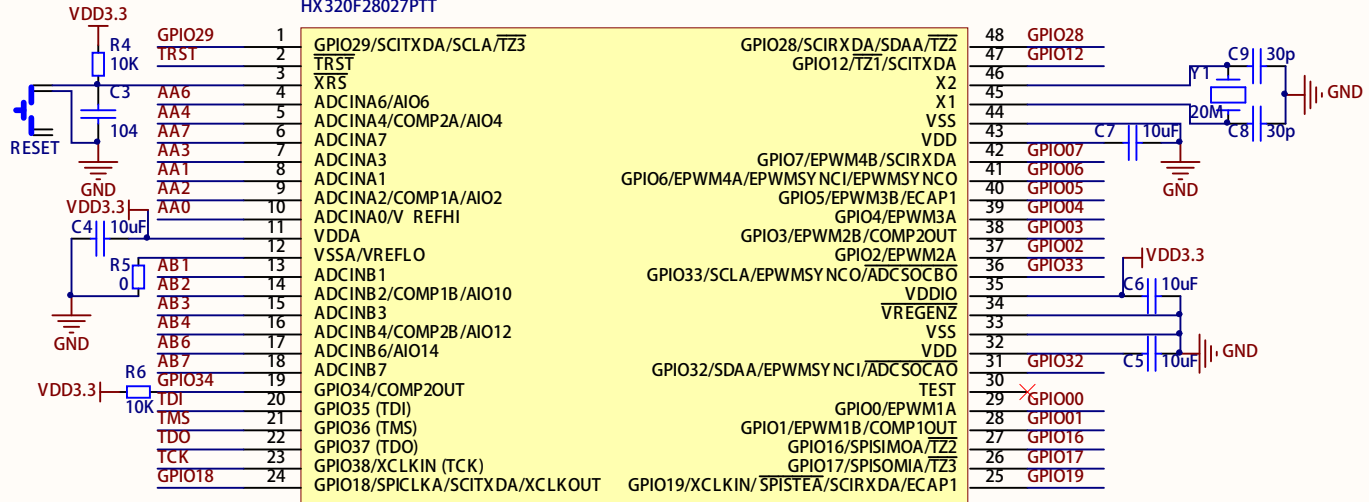 HX320F28027PTT
VDD3.3
R4
10K
C3
104
RESET
GND
GPIO29 1 GPIO29/SCITXDA/SCLA/TZ3
TRST 2 TRST
3 XRS
AA6 4 ADCINA6/AIO6
AA4 5 ADCINA4/COMP2A/AIO4
AA7 6 ADCINA7
AA3 7 ADCINA3
AA1 8 ADCINA1
AA2 9 ADCINA2/COMP1A/AIO2
AA0 10 ADCINA0/V REFHI
11 VDDA
12 VSSA/VREFLO
AB1 13 ADCINB1
AB2 14 ADCINB2/COMP1B/AIO10
AB3 15 ADCINB3
AB4 16 ADCINB4/COMP2B/AIO12
AB6 17 ADCINB6/AIO14
AB7 18 ADCINB7
GPIO34 19 GPIO34/COMP2OUT
TDI 20 GPIO35 (TDI)
TMS 21 GPIO36 (TMS)
TDO 22 GPIO37 (TDO)
TCK 23 GPIO38/XCLKIN (TCK)
GPIO18 24 GPIO18/SPICLKA/SCITXDA/XCLKOUT
VDD3.3
C4 10uF
R5
0
GND
R6
VDD3.3
10K
GPIO28/SCIRXDA/SDAA/TZ2 48 GPIO28
GPIO12/TZ1/SCITXDA 47 GPIO12
X2 46
X1 45
VSS 44
VDD 43
GPIO7/EPWM4B/SCIRXDA 42 GPIO07
GPIO6/EPWM4A/EPWMSYNCI/EPWMSYNCO 41 GPIO06
GPIO5/EPWM3B/ECAP1 40 GPIO05
GPIO4/EPWM3A 39 GPIO04
GPIO3/EPWM2B/COMP2OUT 38 GPIO03
GPIO2/EPWM2A 37 GPIO02
GPIO33/SCLA/EPWMSYNCO/ADCSOCBO 36 GPIO33
VDDIO 35
VREGENZ 34
VSS 33
VDD 32
GPIO32/SDAA/EPWMSYNCI/ADCSOCAO 31 GPIO32
TEST 30
GPIO0/EPWM1A 29 GPIO00
GPIO1/EPWM1B/COMP1OUT 28 GPIO01
GPIO16/SPISIMOA/TZ2 27 GPIO16
GPIO17/SPISOMIA/TZ3 26 GPIO17
GPIO19/XCLKIN/SPISTEA/SCIRXDA/ECAP1 25 GPIO19
C9 30p
Y1
20M
C8 30p
GND
C7 10uF
GND
VDD3.3
C6 10uF
GND
C5 10uF